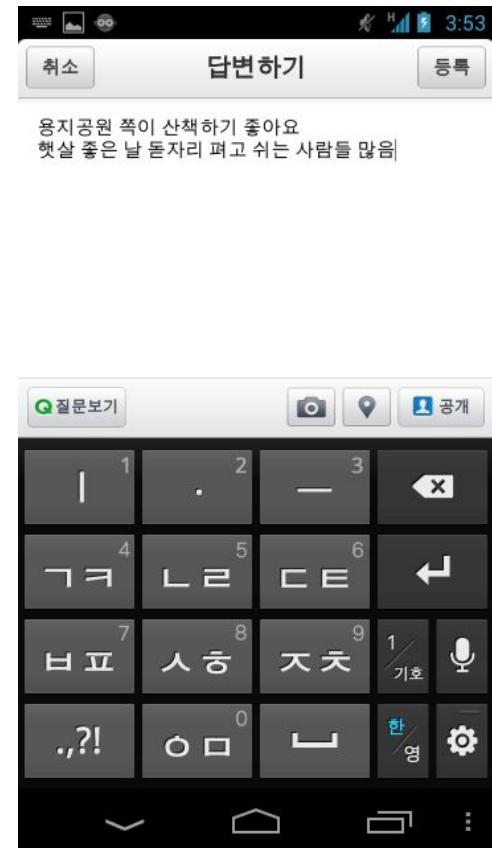 H 3:53
취소 답변하기 등록
용지공원 쪽이 산책하기 좋아요
햇살 좋은 날 돋자리 펴고 쉬는 사람들 많음
Q 질문보기 공개
ㅣ 1 · 2 ㅡ 3
ㄱㅋ 4 ㄴㄹ 5 ㄷㅌ 6
ㅂㅍ 7 ㅅㅎ 8 ㅈㅊ 9 1/기호
.,?! ㅇㅁ 0 한/영